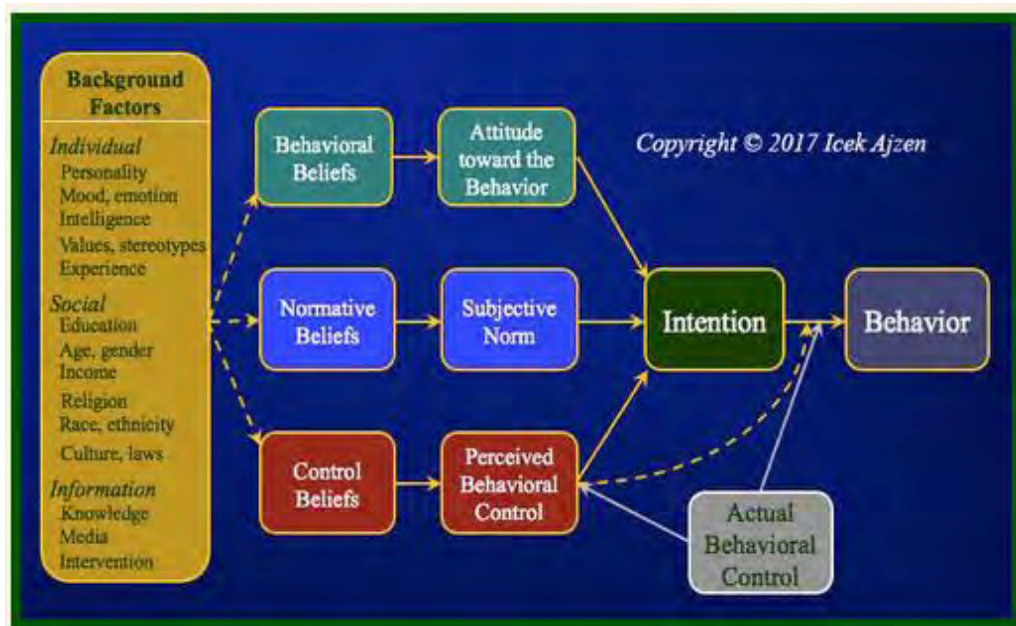 Background
Factors
Individual
Personality
Mood, emotion
Intelligence
Values, stereotypes
Experience
Social
Education
Age, gender
Income
Religion
Race, ethnicity
Culture, laws
Information
Knowledge
Media
Intervention
Behavioral
Beliefs
Attitude
toward the
Behavior
Copyright © 2017 Icek Ajzen
Normative
Beliefs
Subjective
Norm
Intention
Behavior
Control
Beliefs
Perceived
Behavioral
Control
Actual
Behavioral
Control